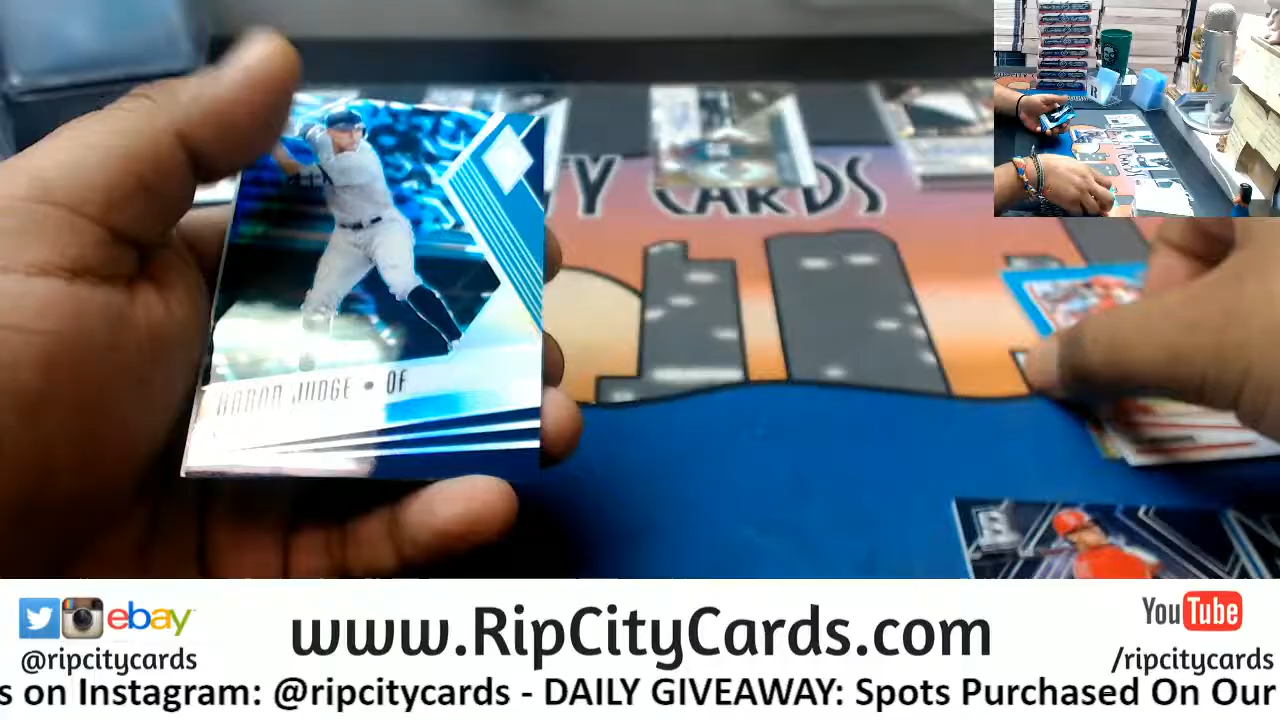 TY CARDS
AARON JUDGE • OF
ebay
www.RipCityCards.com
YouTube
@ripcitycards
/ripcitycards
s on Instagram: @ripcitycards - DAILY GIVEAWAY: Spots Purchased On Our